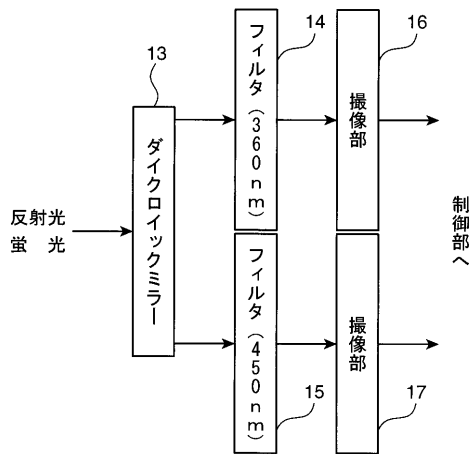 13
14
16
反射光
蛍　光
ダイクロイックミラー
フィルタ（360nm）
撮像部
フィルタ（450nm）
撮像部
制御部へ
15
17